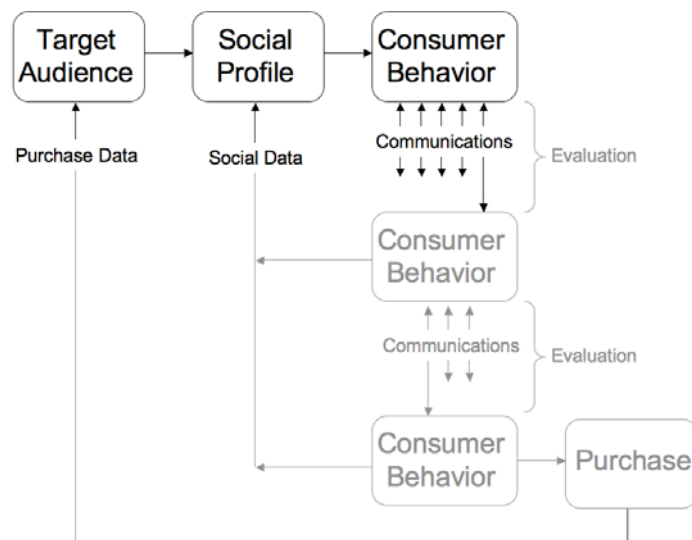 Target
Audience
Social
Profile
Consumer
Behavior
Purchase Data
Social Data
Communications
Evaluation
Consumer
Behavior
Communications
Evaluation
Consumer
Behavior
Purchase